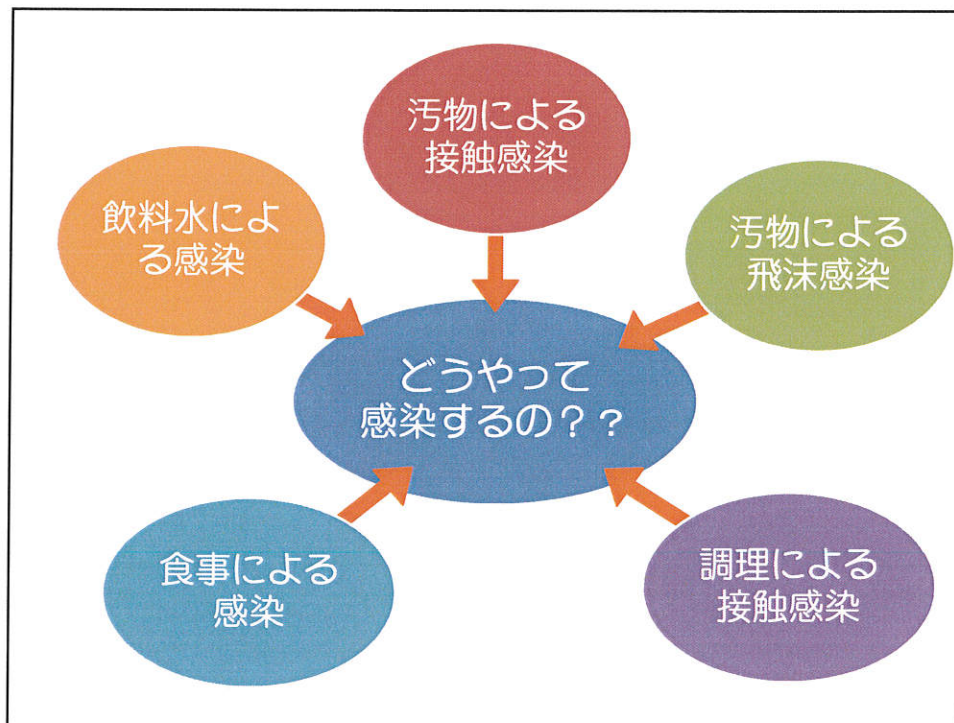 汚物による
接触感染
飲料水によ
る感染
汚物による
飛沫感染
どうやって
感染するの？？
食事による
感染
調理による
接触感染